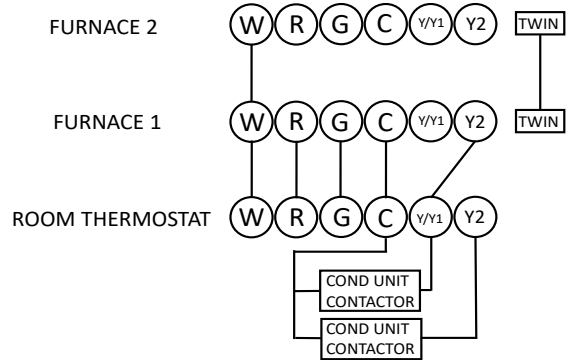 FURNACE 2 W R G C Y/Y1 Y2 TWIN
FURNACE 1 W R G C Y/Y1 Y2 TWIN
ROOM THERMOSTAT W R G C Y/Y1 Y2
COND UNIT
CONTACTOR
COND UNIT
CONTACTOR